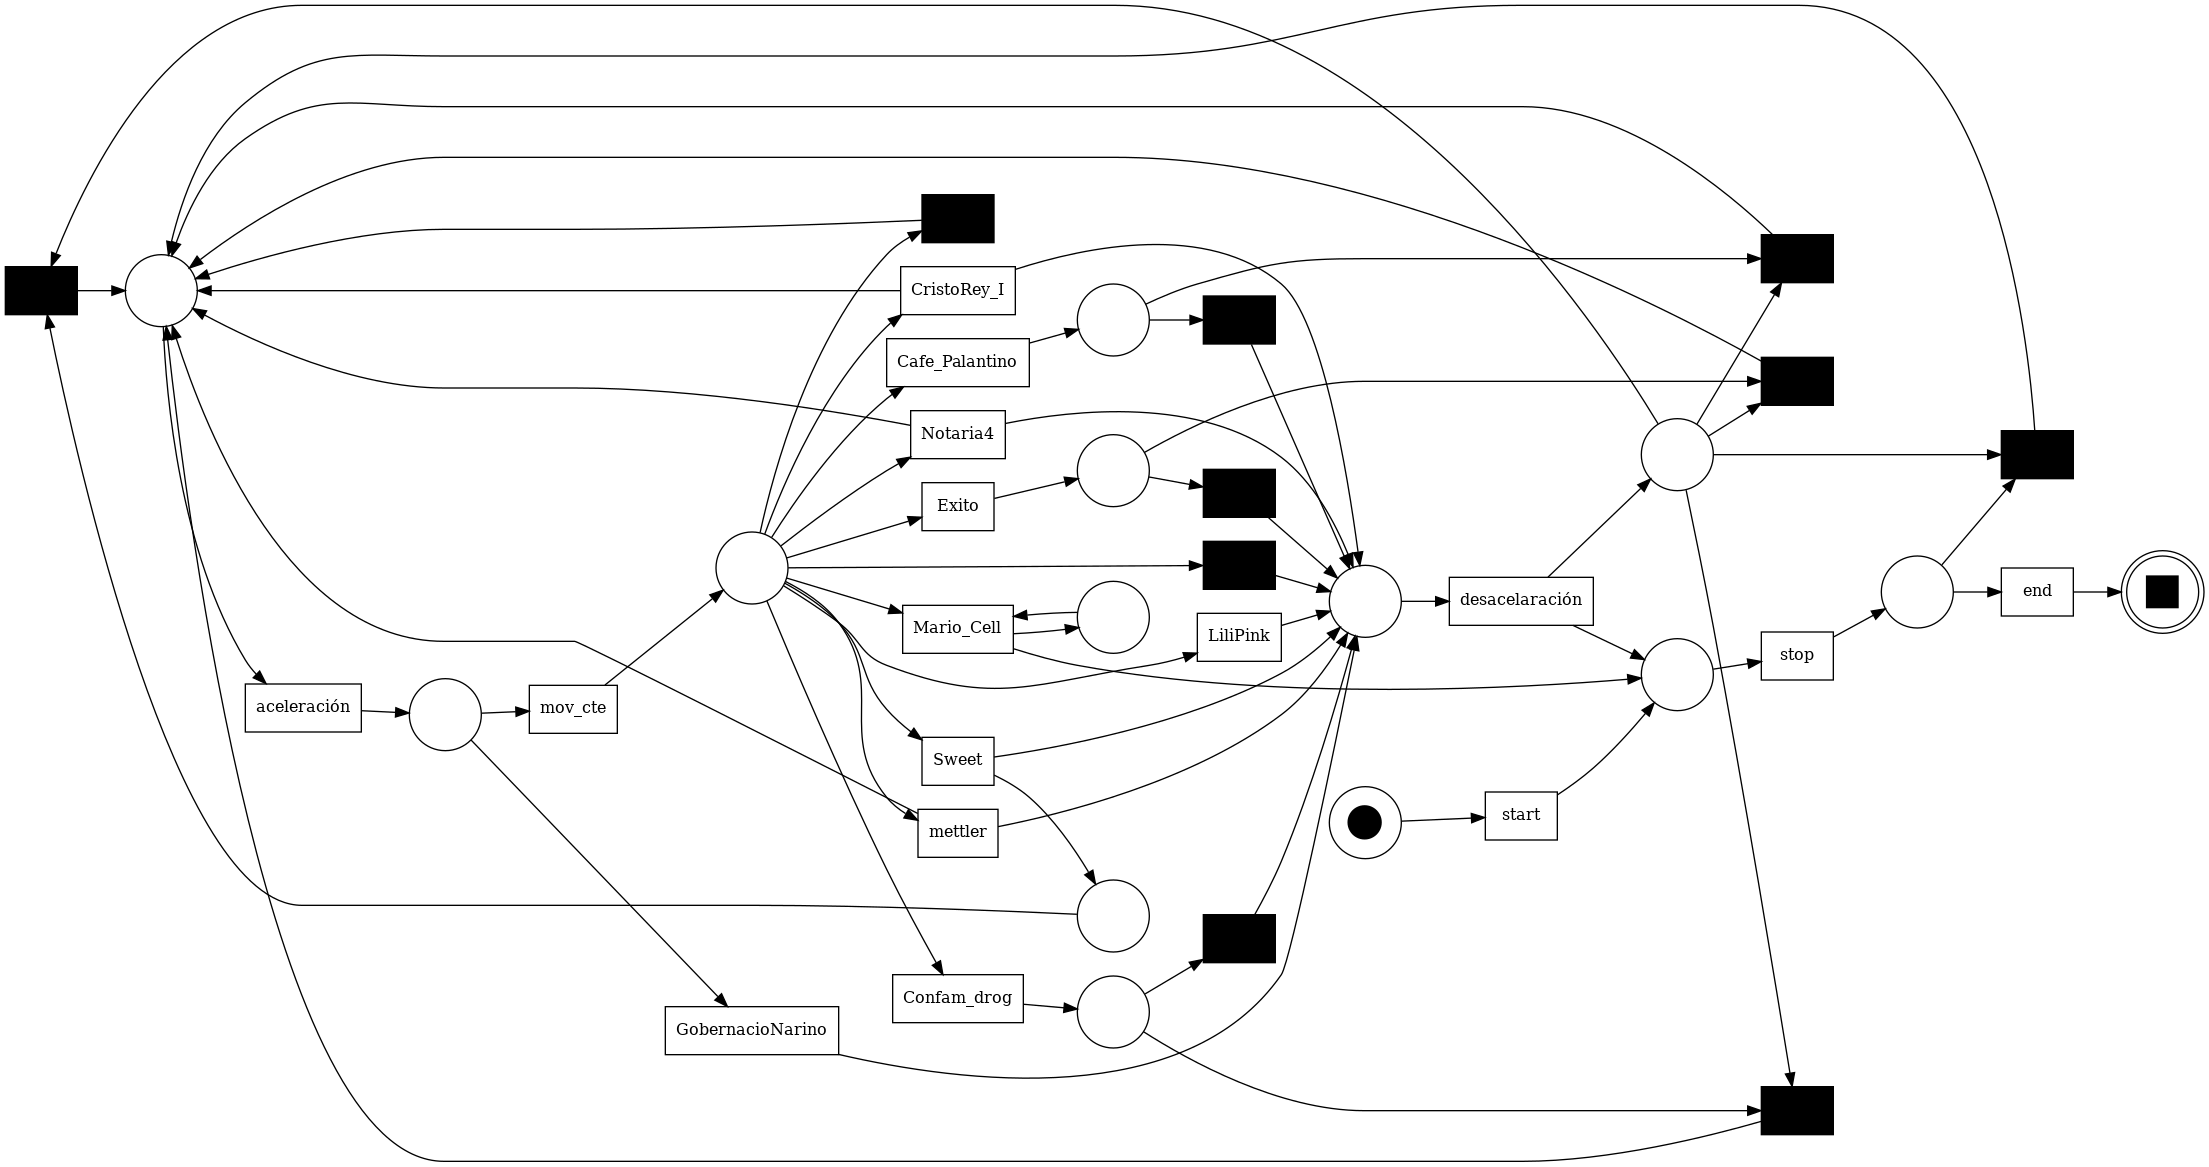 CristoRey_I
Cafe_Palantino
Notaria4
Exito
desacelaración
end
Mario_Cell
LiliPink
stop
aceleración
mov_cte
Sweet
start
mettler
Confam_drog
GobernacioNarino